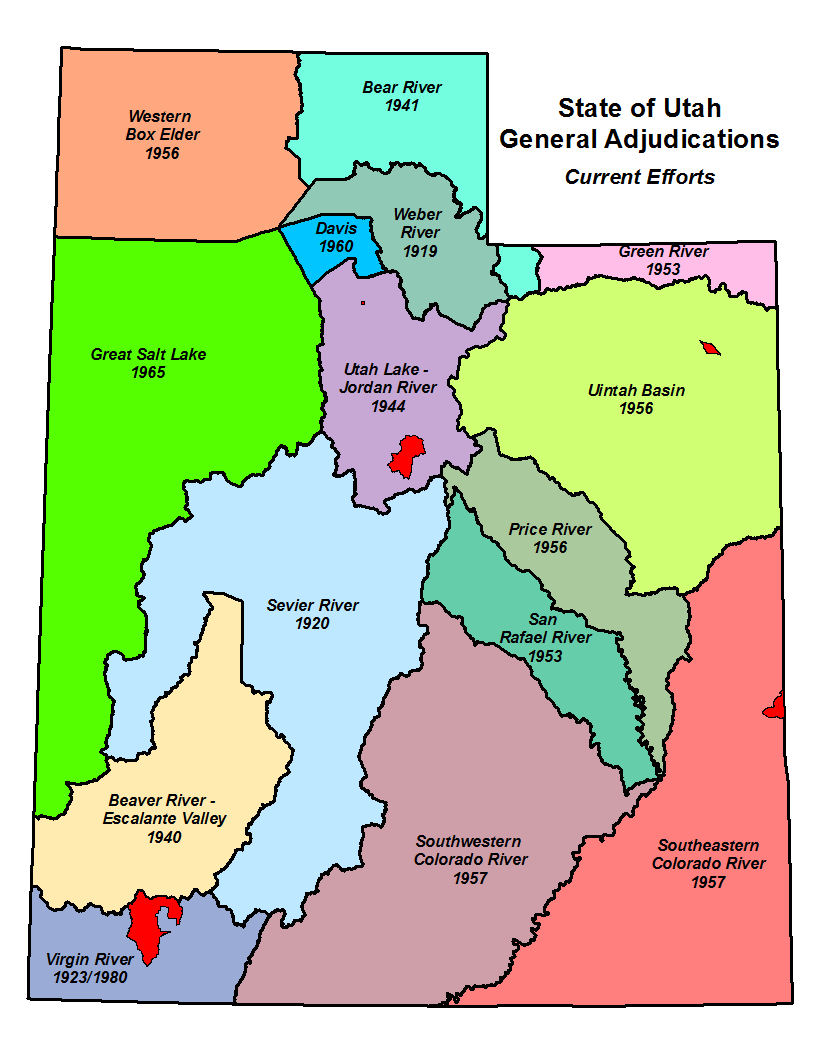 State of Utah
General Adjudications
Current Efforts
Western
Box Elder
1956
Bear River
1941
Weber
River
1919
Davis
1960
Green River
1953
Great Salt Lake
1965
Utah Lake -
Jordan River
1944
Uintah Basin
1956
Price River
1956
Sevier River
1920
San
Rafael River
1953
Beaver River -
Escalante Valley
1940
Southwestern
Colorado River
1957
Southeastern
Colorado River
1957
Virgin River
1923/1980